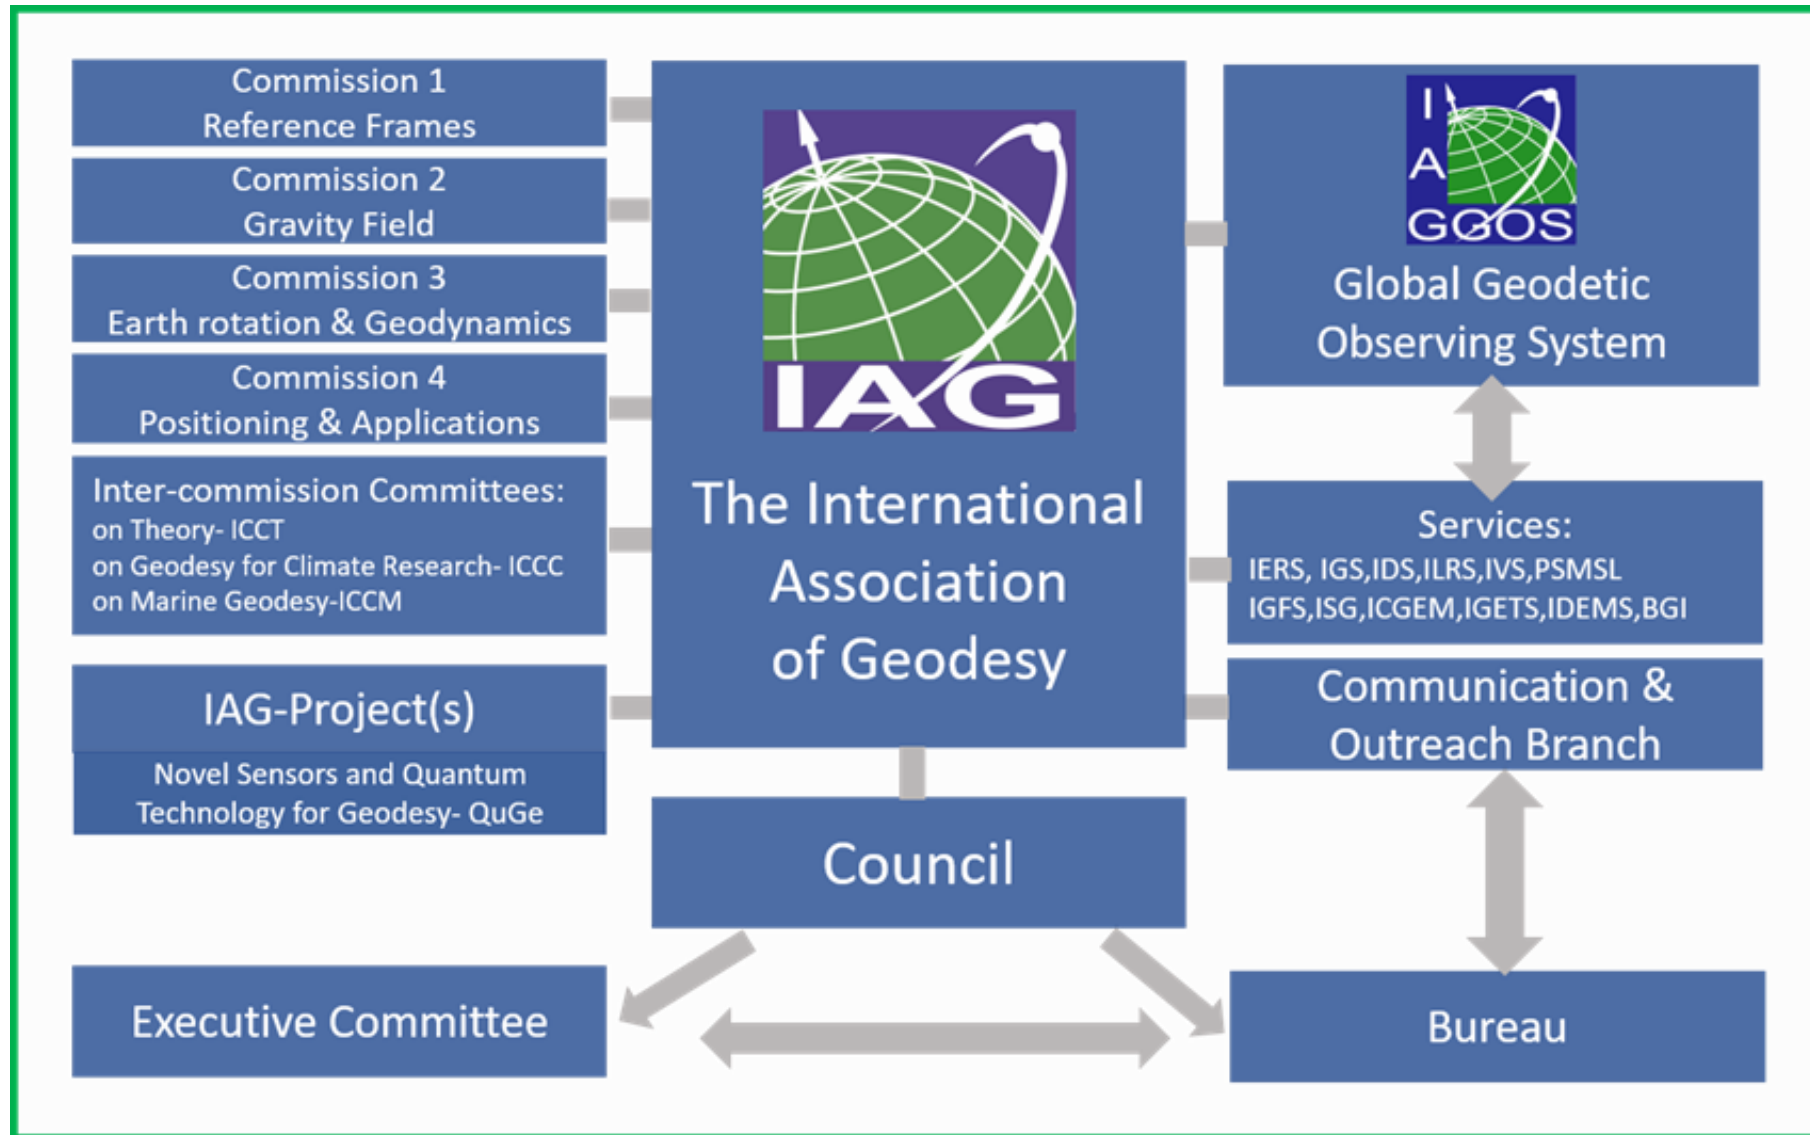 Commission 1
Reference Frames
Commission 2
Gravity Field
Commission 3
Earth rotation & Geodynamics
Commission 4
Positioning & Applications
Inter-commission Committees:
on Theory- ICCT
on Geodesy for Climate Research- ICCC
on Marine Geodesy-ICCM
IAG-Project(s)
Novel Sensors and Quantum
Technology for Geodesy- QuGe
IAG
The International
Association
of Geodesy
Council
Executive Committee
I
A
GGOS
Global Geodetic
Observing System
Services:
IERS, IGS,IDS,ILRS,IVS,PSMSL
IGFS,ISG,ICGEM,IGETS,IDEMS,BGI
Communication &
Outreach Branch
Bureau